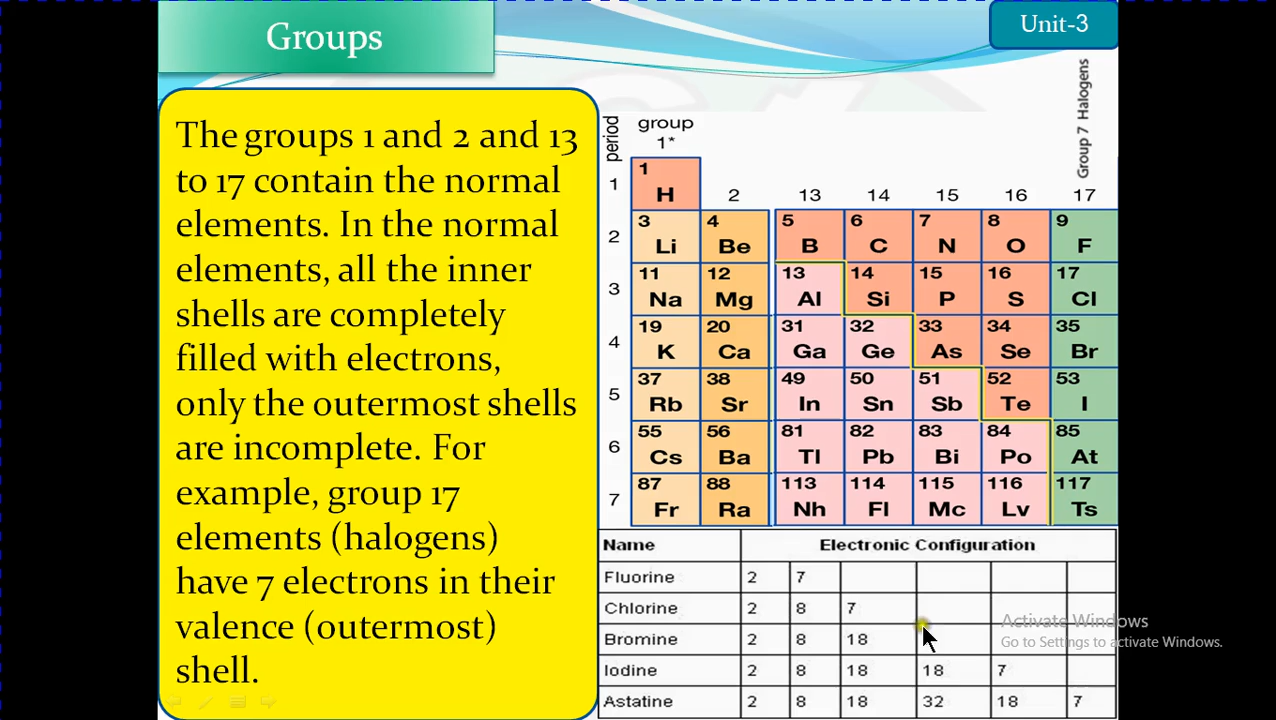 Groups
Unit-3
The groups 1 and 2 and 13
to 17 contain the normal
elements. In the normal
elements, all the inner
shells are completely
filled with electrons,
only the outermost shells
are incomplete. For
example, group 17
elements (halogens)
have 7 electrons in their
valence (outermost)
shell.
period
group
1*
2
13
14
15
16
17
Group 7 Halogens
1
1
H
2
3 4 5 6 7 8 9
Li Be B C N O F
3
11 12 13 14 15 16 17
Na Mg Al Si P S Cl
4
19 20 31 32 33 34 35
K Ca Ga Ge As Se Br
5
37 38 49 50 51 52 53
Rb Sr In Sn Sb Te I
6
55 56 81 82 83 84 85
Cs Ba Tl Pb Bi Po At
7
87 88 113 114 115 116 117
Fr Ra Nh Fl Mc Lv Ts
Name Electronic Configuration
Fluorine 2 7
Chlorine 2 8 7
Bromine 2 8 18
Iodine 2 8 18 18 7
Astatine 2 8 18 32 18 7
Activate Windows
Go to Settings to activate Windows.